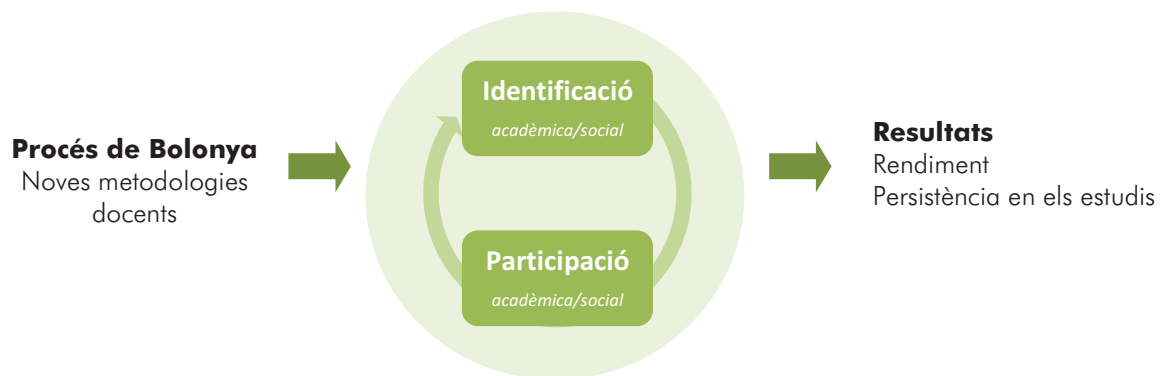 Procés de Bolonya
Noves metodologies
docents
Identificació
acadèmica/social
Participació
acadèmica/social
Resultats
Rendiment
Persistència en els estudis